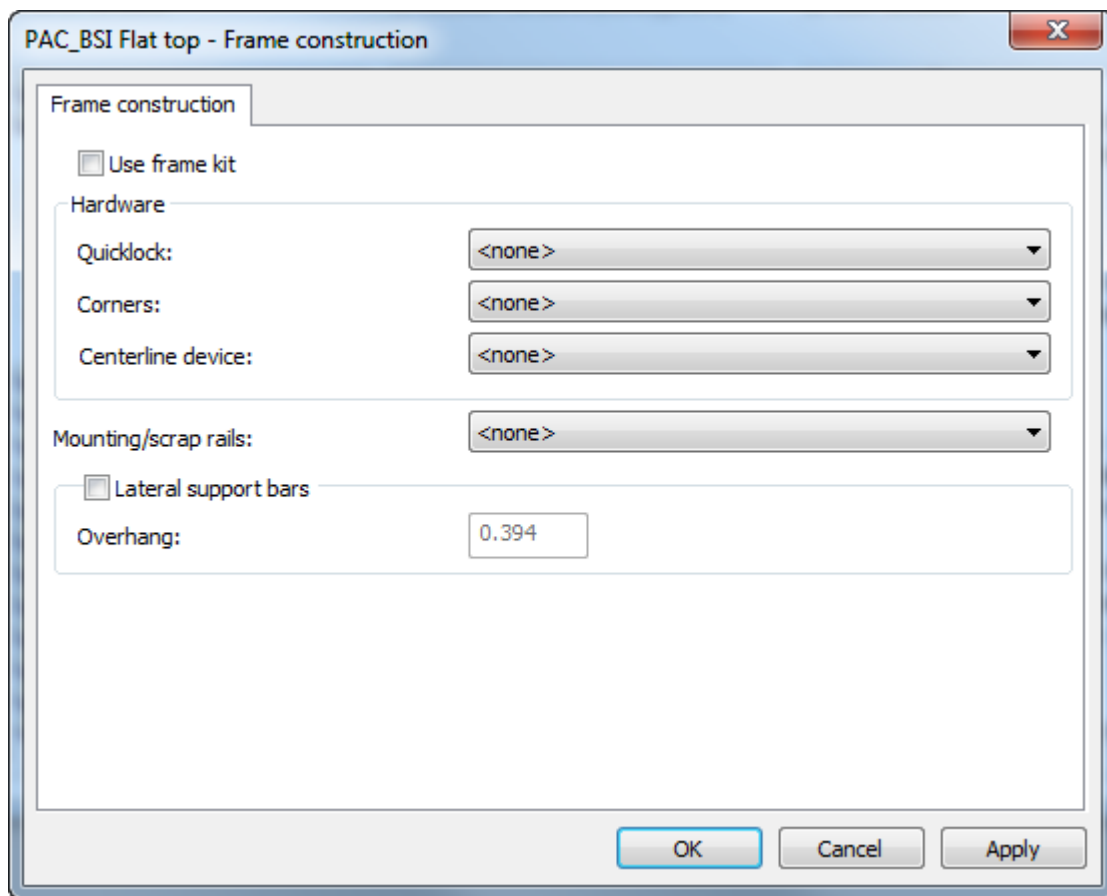 PAC_BSI Flat top - Frame construction
Frame construction
Use frame kit
Hardware
Quicklock: <none>
Corners: <none>
Centerline device: <none>
Mounting/scrap rails: <none>
Lateral support bars
Overhang: 0.394
OK Cancel Apply